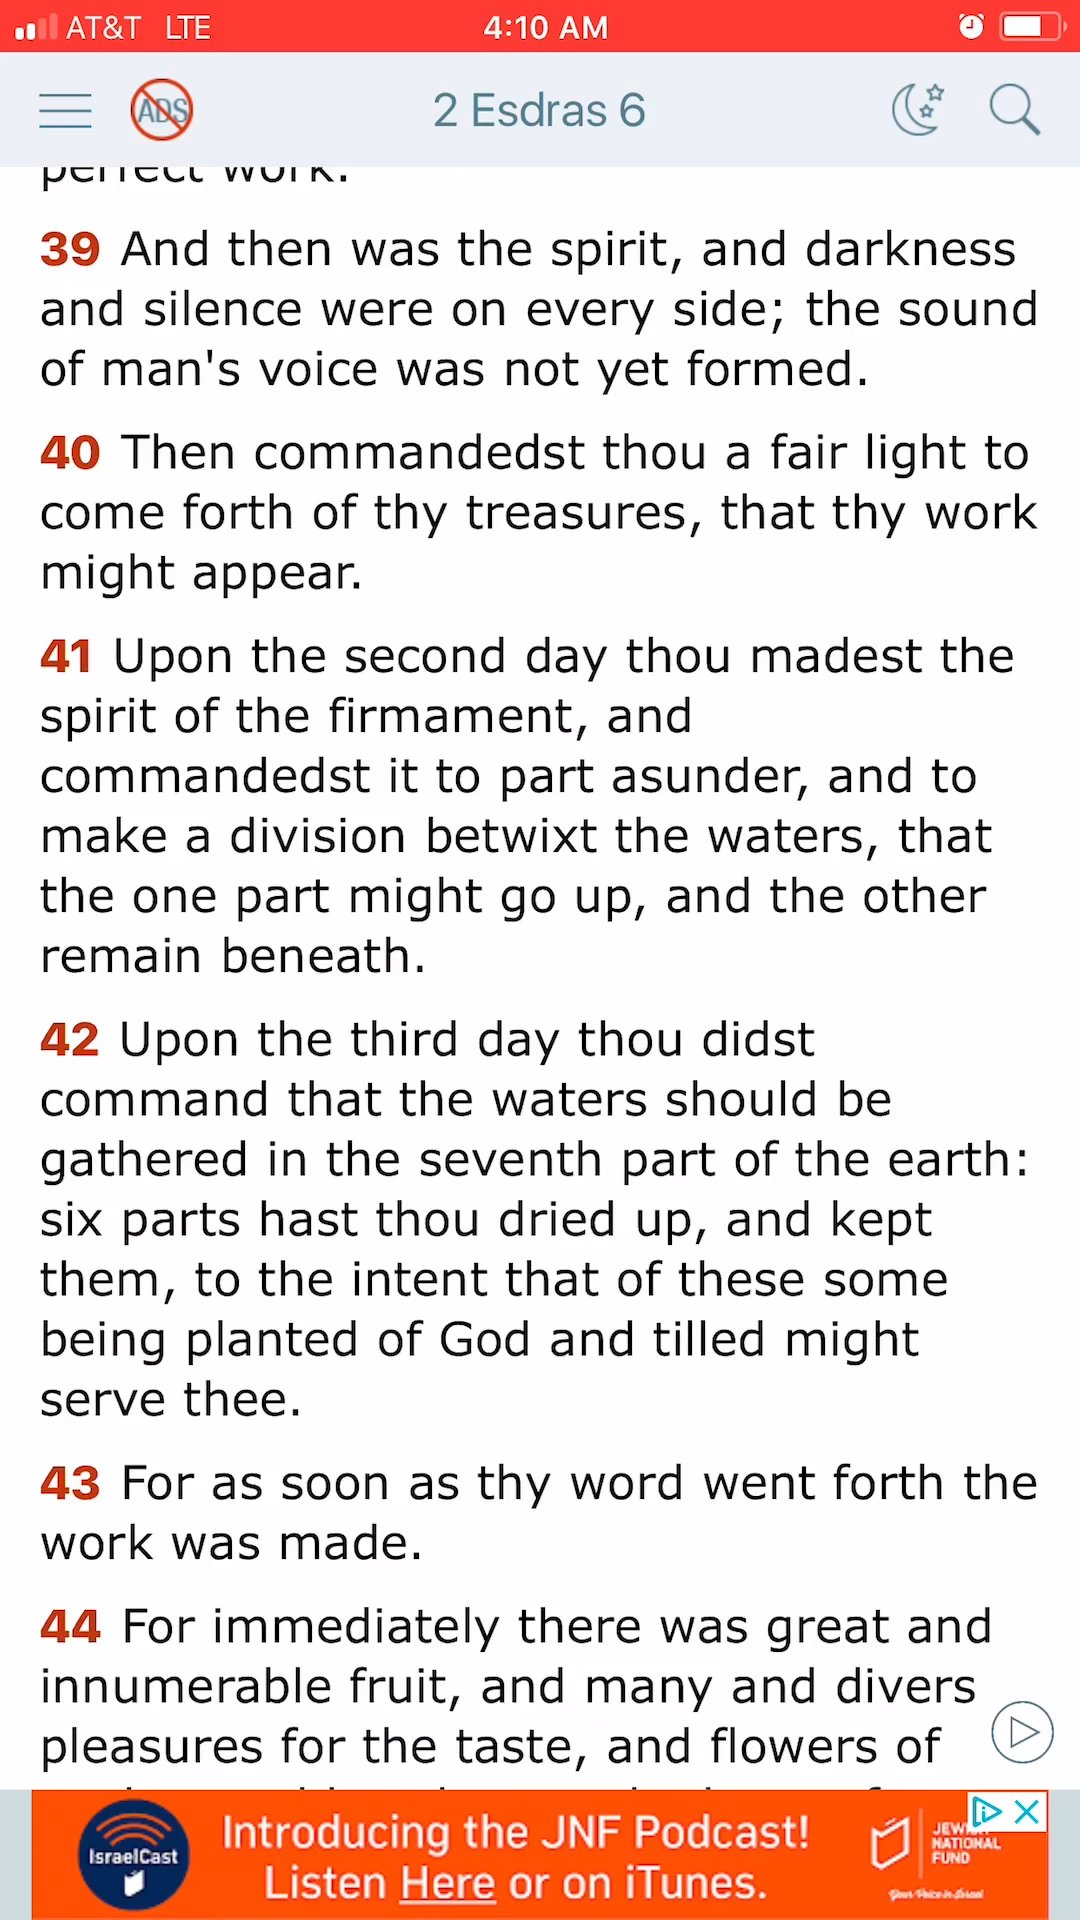 AT&T LTE 4:10 AM
ADS 2 Esdras 6
perfect work.
39 And then was the spirit, and darkness
and silence were on every side; the sound
of man's voice was not yet formed.
40 Then commandedst thou a fair light to
come forth of thy treasures, that thy work
might appear.
41 Upon the second day thou madest the
spirit of the firmament, and
commandedst it to part asunder, and to
make a division betwixt the waters, that
the one part might go up, and the other
remain beneath.
42 Upon the third day thou didst
command that the waters should be
gathered in the seventh part of the earth:
six parts hast thou dried up, and kept
them, to the intent that of these some
being planted of God and tilled might
serve thee.
43 For as soon as thy word went forth the
work was made.
44 For immediately there was great and
innumerable fruit, and many and divers
pleasures for the taste, and flowers of
IsraelCast
Introducing the JNF Podcast!
Listen Here or on iTunes.
JEWISH
NATIONAL
FUND
Your Voice in Israel